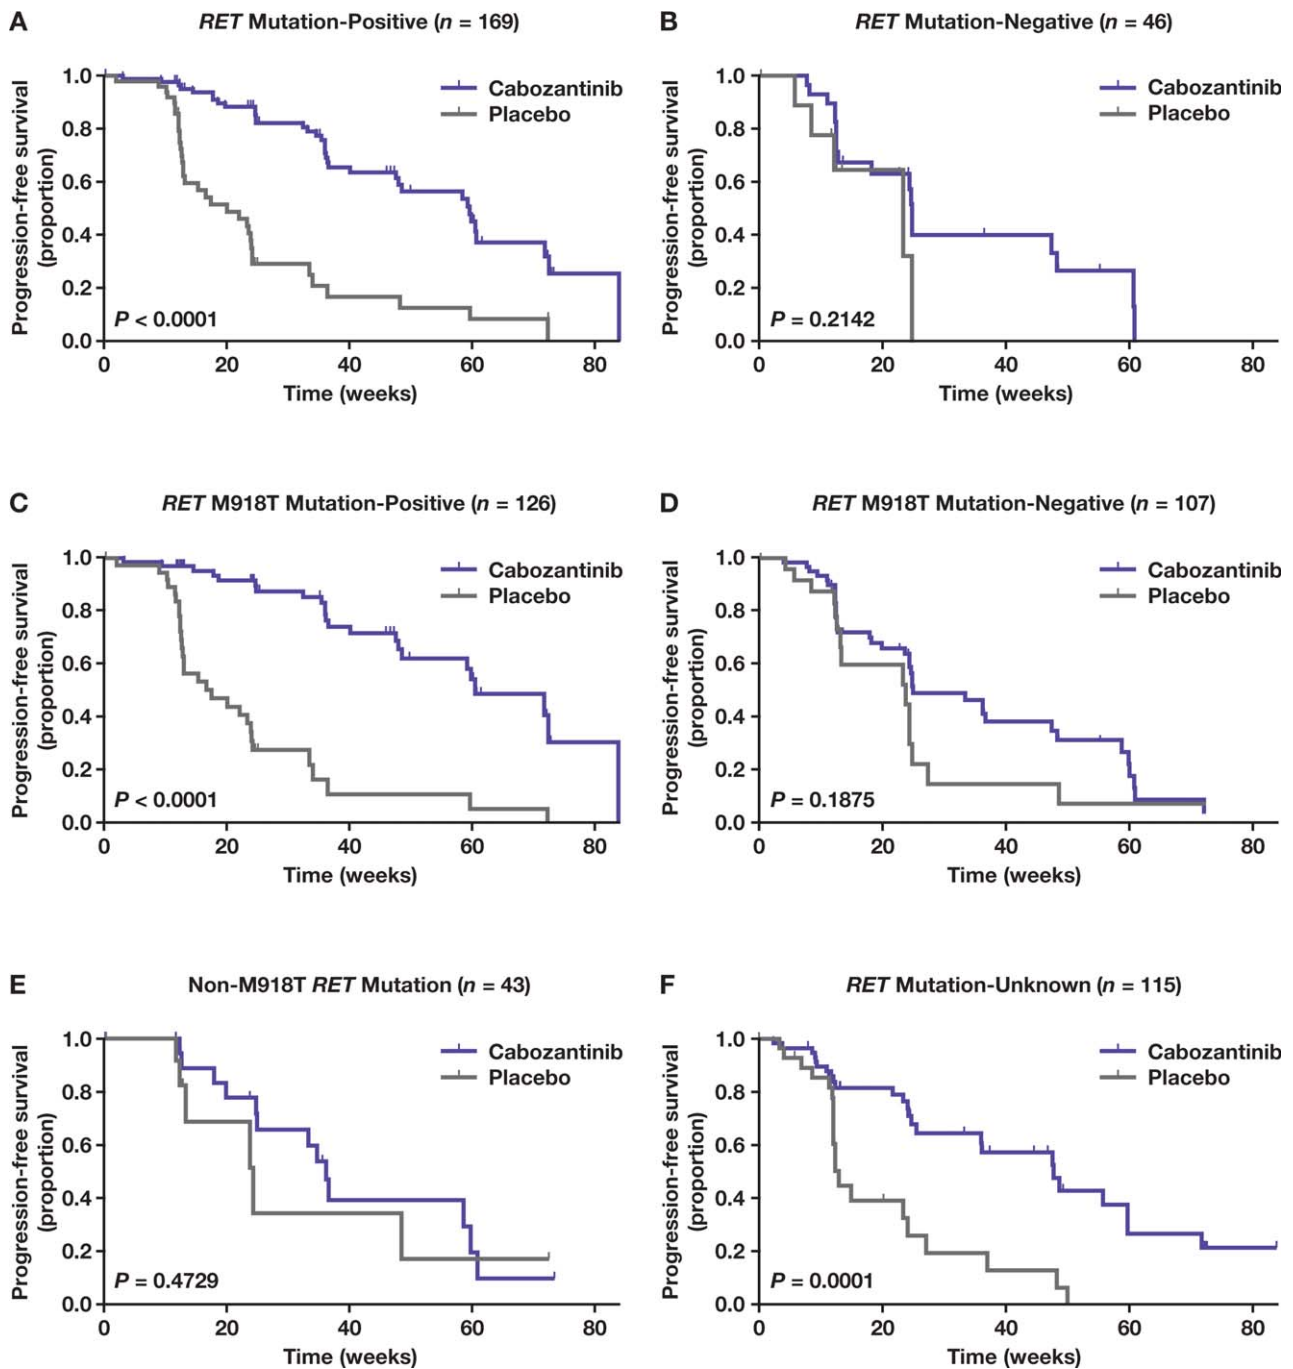 A
RET Mutation-Positive (n = 169)
Progression-free survival
(proportion)
1.0
0.8
0.6
0.4
0.2
0.0
Cabozantinib
Placebo
P < 0.0001
0 20 40 60 80
Time (weeks)
B
RET Mutation-Negative (n = 46)
Progression-free survival
(proportion)
1.0
0.8
0.6
0.4
0.2
0.0
Cabozantinib
Placebo
P = 0.2142
0 20 40 60 80
Time (weeks)
C
RET M918T Mutation-Positive (n = 126)
Progression-free survival
(proportion)
1.0
0.8
0.6
0.4
0.2
0.0
Cabozantinib
Placebo
P < 0.0001
0 20 40 60 80
Time (weeks)
D
RET M918T Mutation-Negative (n = 107)
Progression-free survival
(proportion)
1.0
0.8
0.6
0.4
0.2
0.0
Cabozantinib
Placebo
P = 0.1875
0 20 40 60 80
Time (weeks)
E
Non-M918T RET Mutation (n = 43)
Progression-free survival
(proportion)
1.0
0.8
0.6
0.4
0.2
0.0
Cabozantinib
Placebo
P = 0.4729
0 20 40 60 80
Time (weeks)
F
RET Mutation-Unknown (n = 115)
Progression-free survival
(proportion)
1.0
0.8
0.6
0.4
0.2
0.0
Cabozantinib
Placebo
P = 0.0001
0 20 40 60 80
Time (weeks)